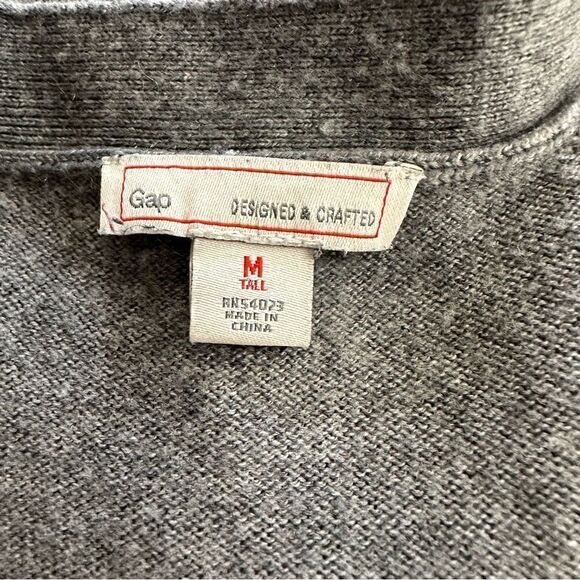 Gap DESIGNED & CRAFTED
M
TALL
RN54023
MADE IN
CHINA